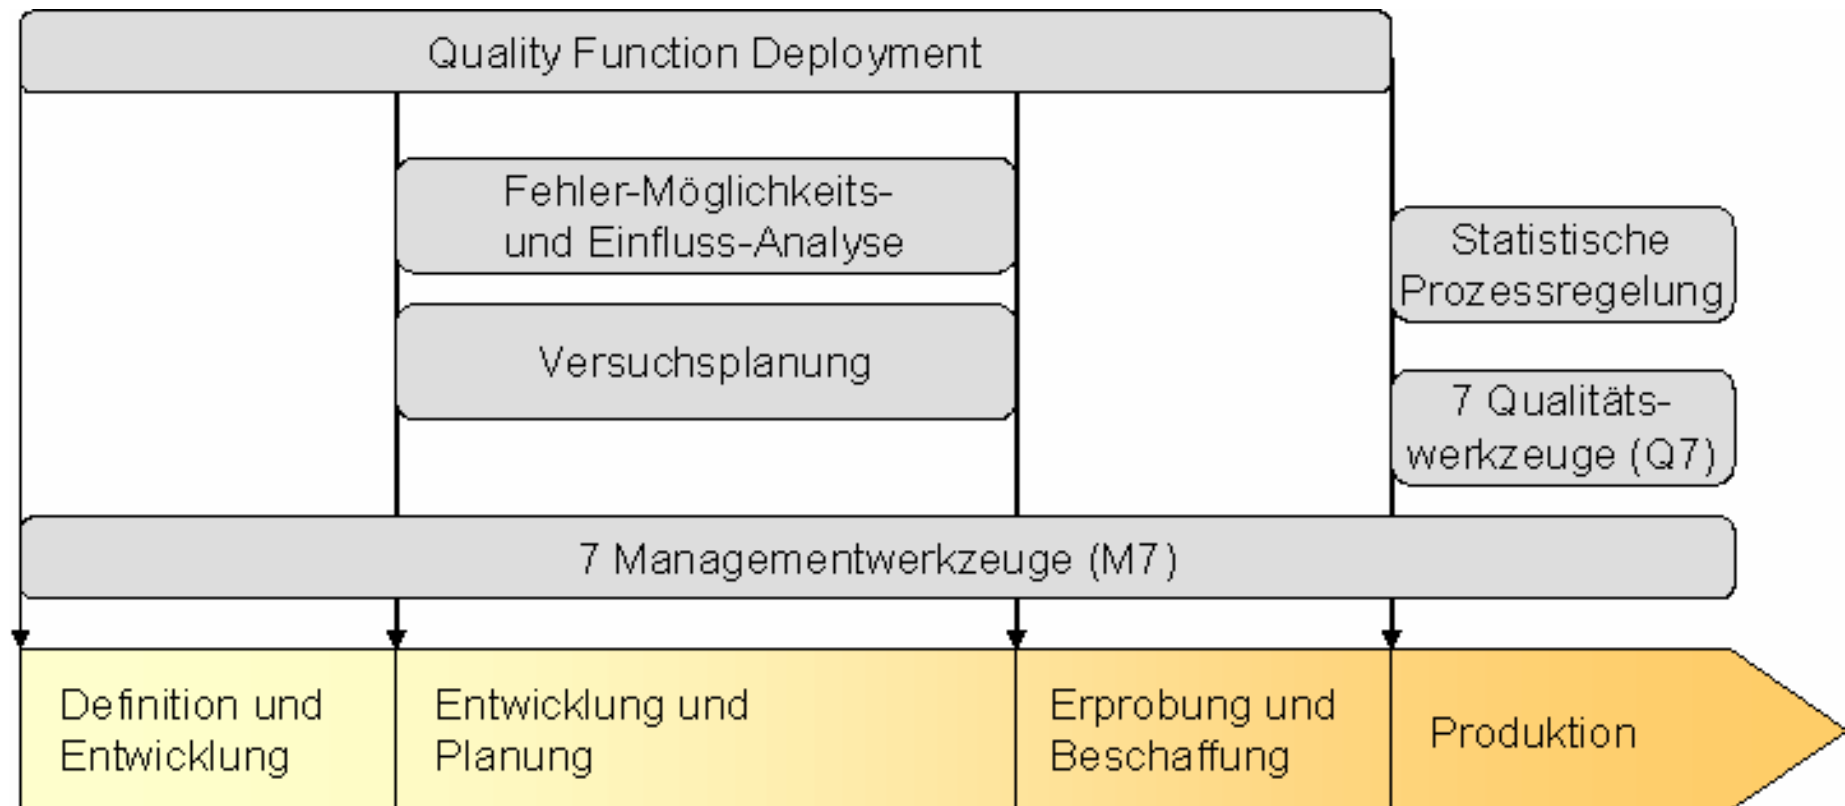 Quality Function Deployment
Fehler-Möglichkeits-
und Einfluss-Analyse
Versuchsplanung
Statistische
Prozessregelung
7 Qualitäts-
werkzeuge (Q7)
7 Managementwerkzeuge (M7)
Definition und
Entwicklung
Entwicklung und
Planung
Erprobung und
Beschaffung
Produktion